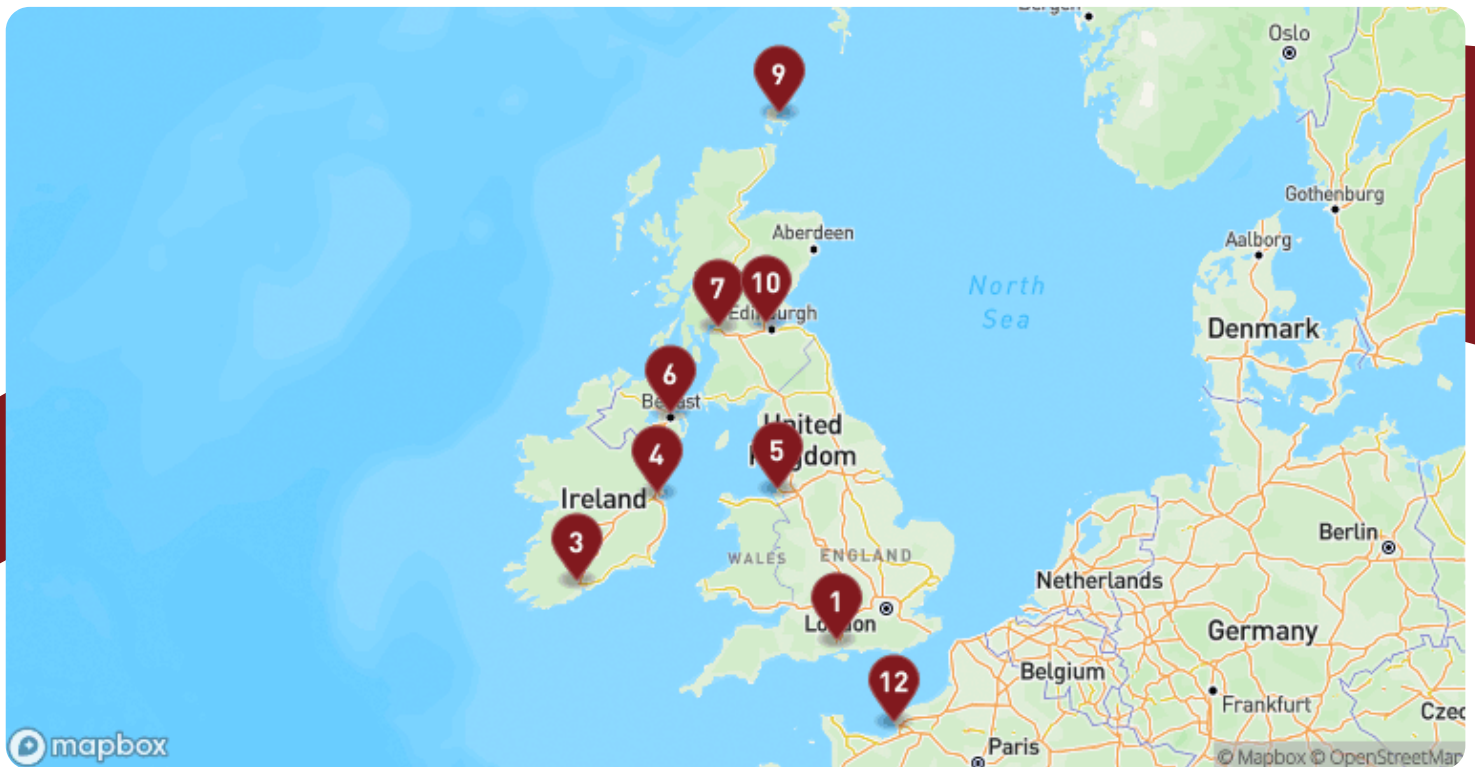 Oslo
9
Gothenburg
Aberdeen
Aalborg
North
Sea
7
10
Edinburgh
Denmark
6
Belfast
United
Kingdom
4
5
Ireland
Berlin
3
WALES
ENGLAND
Netherlands
1
London
Germany
Belgium
12
Frankfurt
Czec
Paris
mapbox
© Mapbox © OpenStreetMap